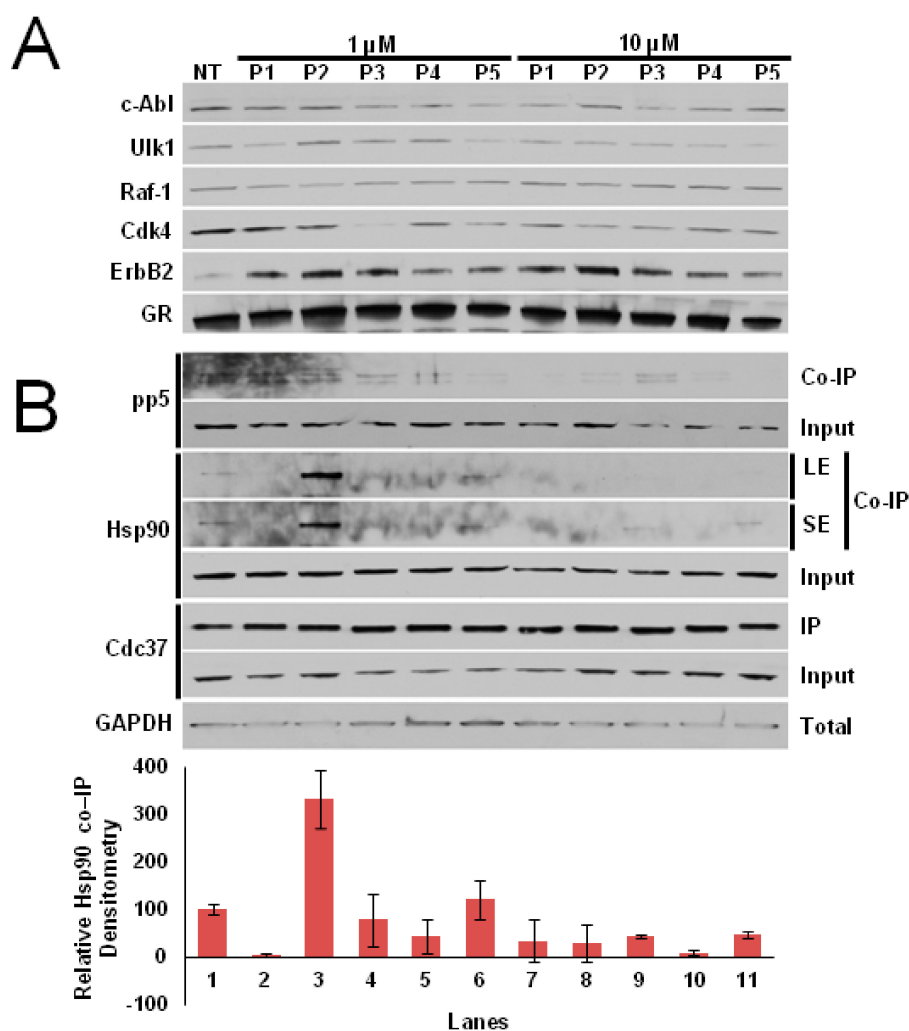 A
1 µM 10 µM
NT P1 P2 P3 P4 P5 P1 P2 P3 P4 P5
c-Abl
Ulk1
Raf-1
Cdk4
ErbB2
GR
B
pp5
Co-IP
Input
Hsp90
LE
SE
Co-IP
Input
Cdc37
IP
Input
GAPDH
Total
Relative Hsp90 co-IP
Densitometry
400
300
200
100
0
-100
1 2 3 4 5 6 7 8 9 10 11
Lanes